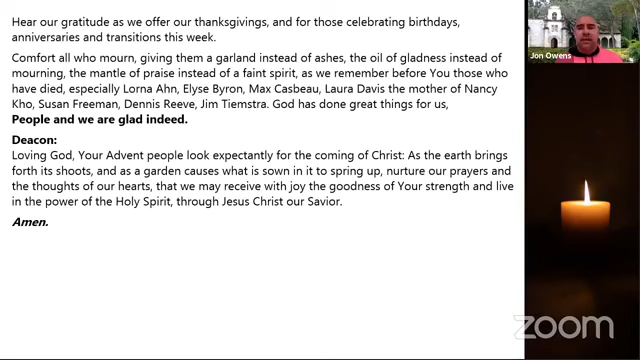 Hear our gratitude as we offer our thanksgivings, and for those celebrating birthdays,
anniversaries and transitions this week.
Comfort all who mourn, giving them a garland instead of ashes, the oil of gladness instead of
mourning, the mantle of praise instead of a faint spirit, as we remember before You those who
have died, especially Lorna Ahn, Elyse Byron, Max Casbeau, Laura Davis the mother of Nancy
Kho, Susan Freeman, Dennis Reeve, Jim Tiemstra. God has done great things for us,
People and we are glad indeed.
Deacon:
Loving God, Your Advent people look expectantly for the coming of Christ: As the earth brings
forth its shoots, and as a garden causes what is sown in it to spring up, nurture our prayers and
the thoughts of our hearts, that we may receive with joy the goodness of Your strength and live
in the power of the Holy Spirit, through Jesus Christ our Savior.
Amen.
Jon Owens
zoom